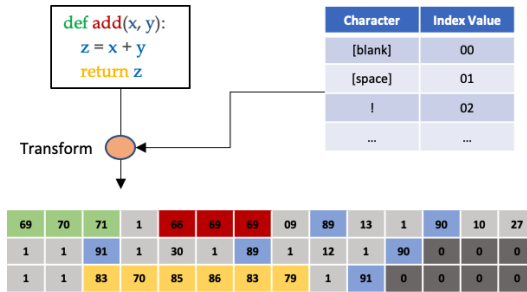 def add(x, y):
z = x + y
return z
Character Index Value
[blank] 00
[space] 01
! 02
... ...
Transform
69 70 71 1 66 69 69 09 89 13 1 90 10 27
1 1 91 1 30 1 89 1 12 1 90 0 0 0
1 1 83 70 85 86 83 79 1 91 0 0 0 0